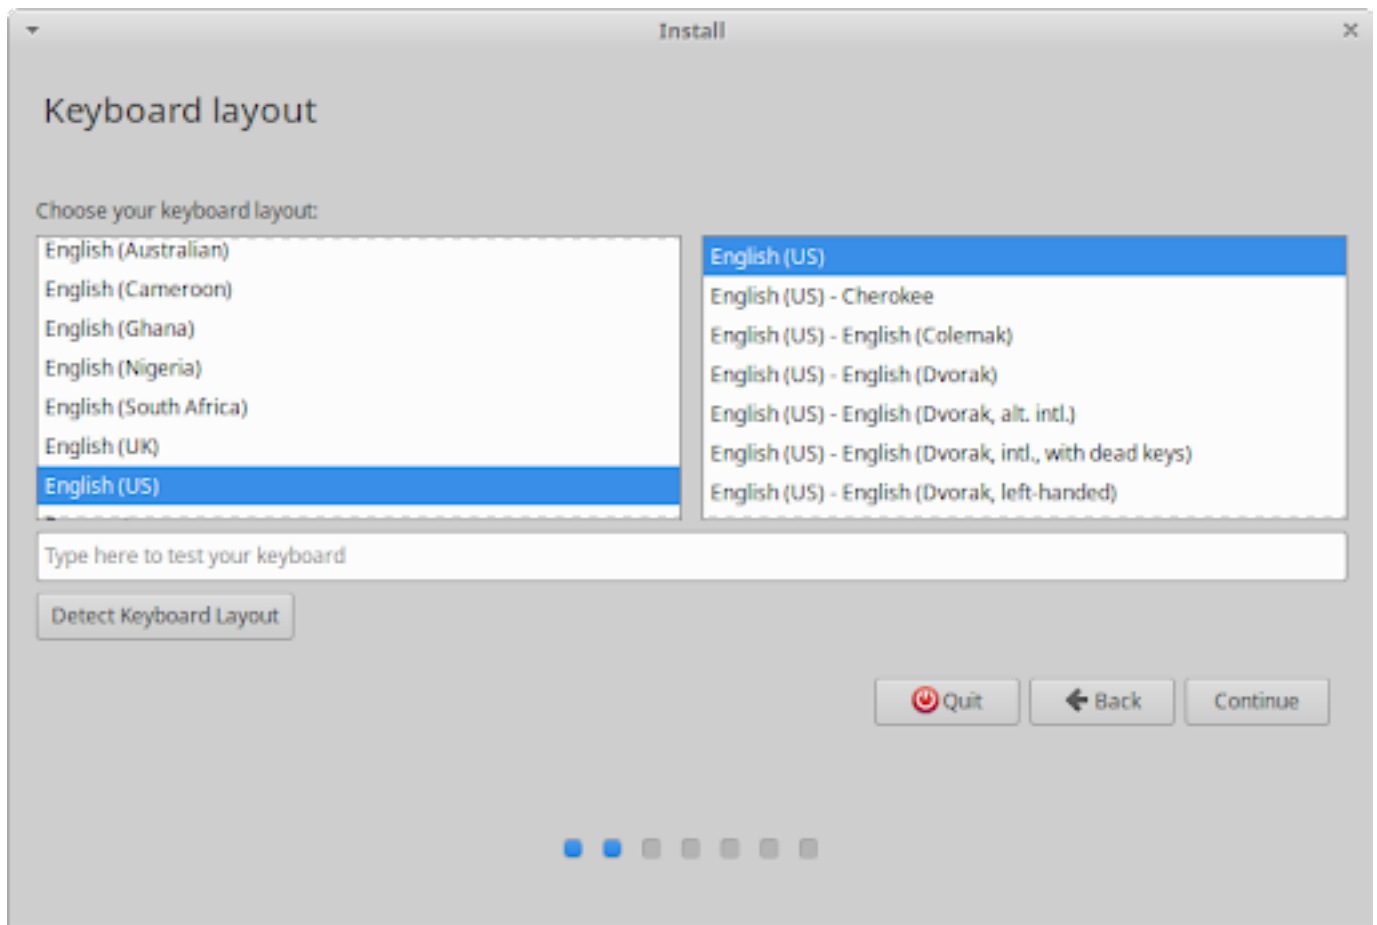 Install
Keyboard layout
Choose your keyboard layout:
English (Australian)
English (Cameroon)
English (Ghana)
English (Nigeria)
English (South Africa)
English (UK)
English (US)
English (US)
English (US) - Cherokee
English (US) - English (Colemak)
English (US) - English (Dvorak)
English (US) - English (Dvorak, alt. intl.)
English (US) - English (Dvorak, intl., with dead keys)
English (US) - English (Dvorak, left-handed)
Type here to test your keyboard
Detect Keyboard Layout
Quit
Back
Continue